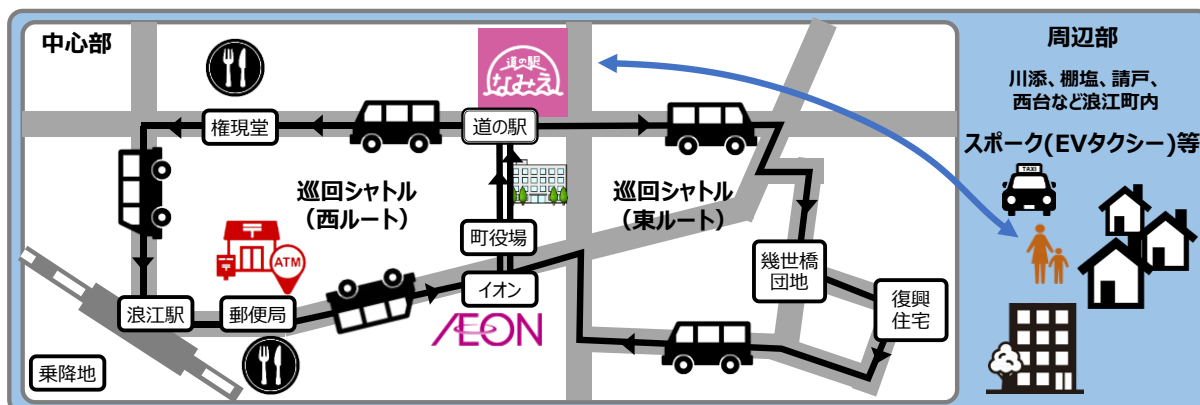 中心部
道の駅
なみえ
周辺部
川添、棚塩、請戸、
西台など浪江町内
スポーク(EVタクシー)等
TAXI
権現堂
道の駅
巡回シャトル
（西ルート）
巡回シャトル
（東ルート）
町役場
ATM
幾世橋
団地
イオン
AEON
復興
住宅
浪江駅
郵便局
乗降地